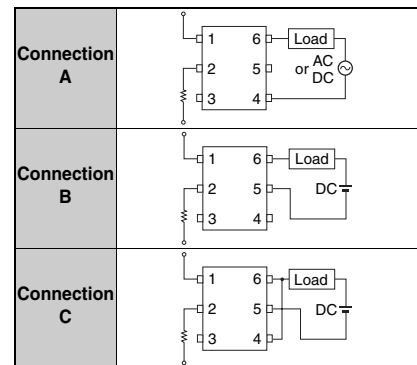 Connection
A
1 6 Load
2 5 or AC
DC
3 4
Connection
B
1 6 Load
2 5 DC
3 4
Connection
C
1 6 Load
2 5 DC
3 4